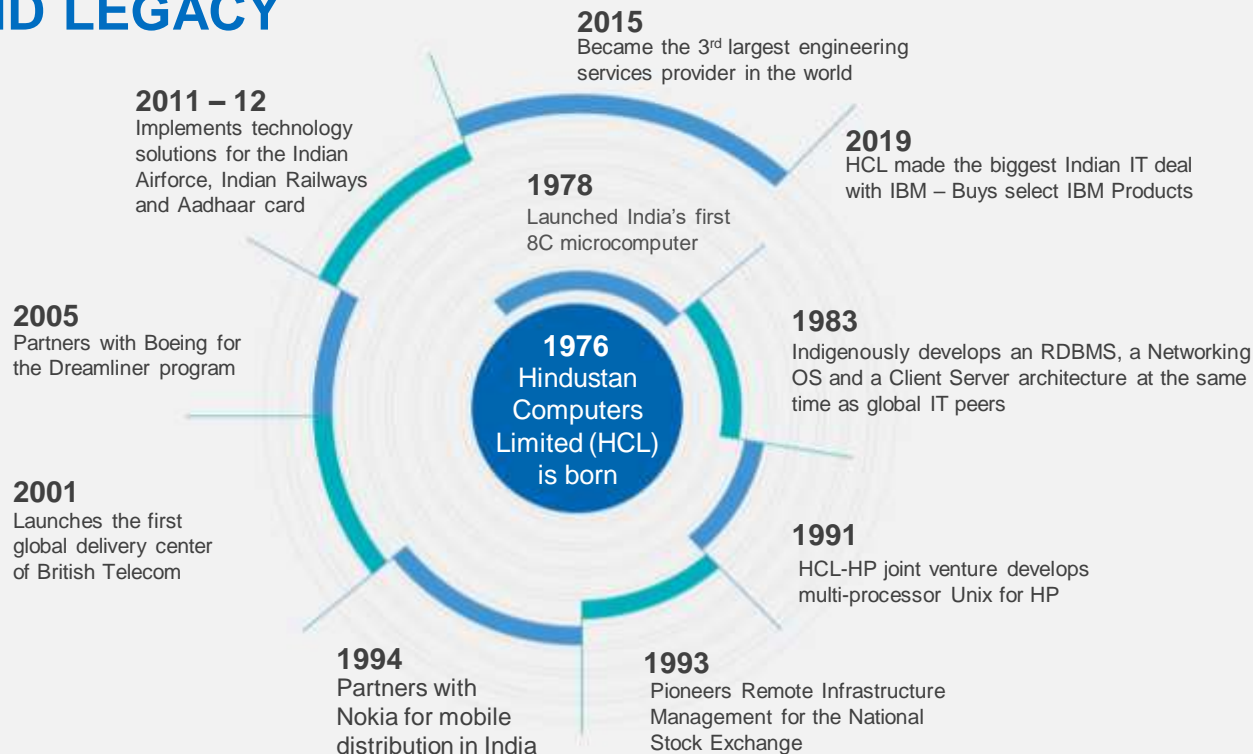 ND LEGACY
2015
Became the 3rd largest engineering
services provider in the world
2011 – 12
Implements technology
solutions for the Indian
Airforce, Indian Railways
and Aadhaar card
2019
HCL made the biggest Indian IT deal
with IBM – Buys select IBM Products
1978
Launched India's first
8C microcomputer
2005
Partners with Boeing for
the Dreamliner program
1976
Hindustan
Computers
Limited (HCL)
is born
1983
Indigenously develops an RDBMS, a Networking
OS and a Client Server architecture at the same
time as global IT peers
2001
Launches the first
global delivery center
of British Telecom
1991
HCL-HP joint venture develops
multi-processor Unix for HP
1994
Partners with
Nokia for mobile
distribution in India
1993
Pioneers Remote Infrastructure
Management for the National
Stock Exchange